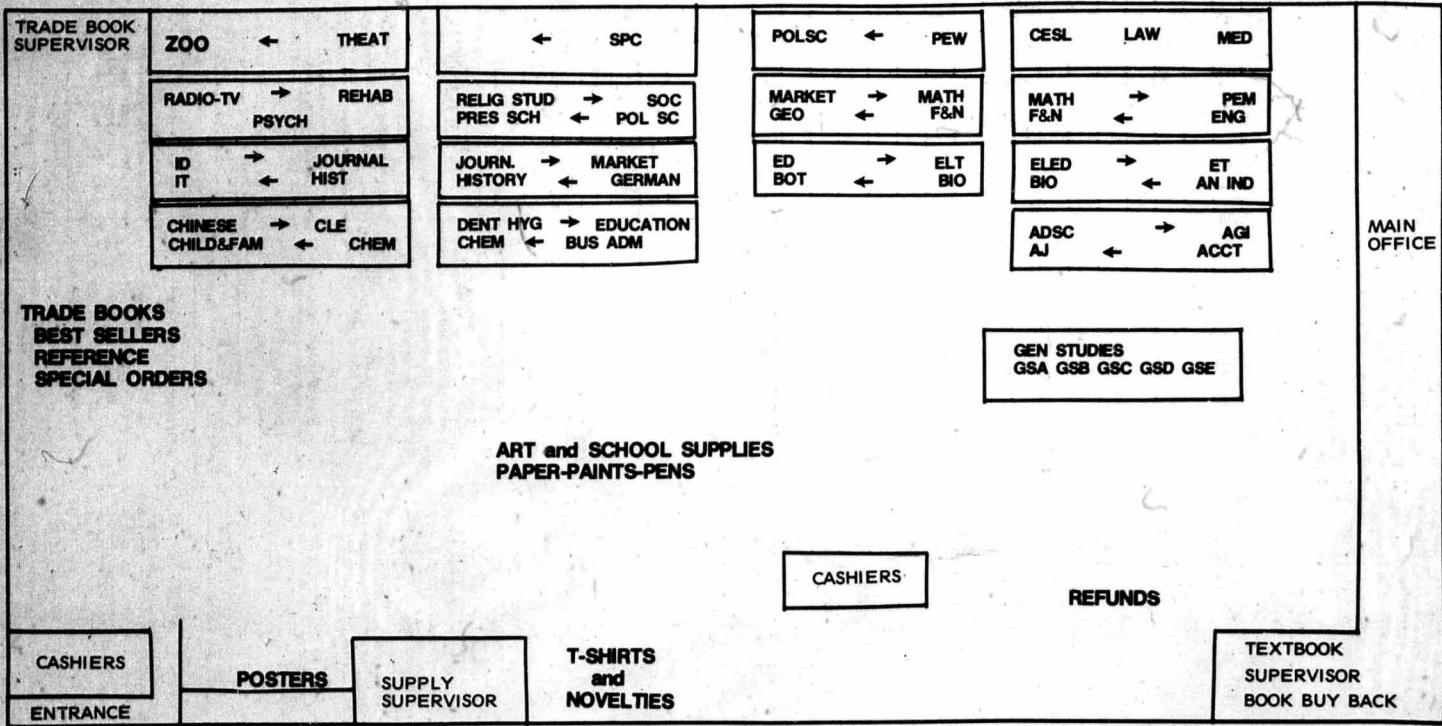 TRADE BOOK
SUPERVISOR
ZOO ← THEAT
← SPC
POLSC ← PEW
CESL LAW MED
RADIO-TV → REHAB
PSYCH
RELIG STUD → SOC
PRES SCH ← POL SC
MARKET → MATH
GEO ← F&N
MATH → PEM
F&N ← ENG
ID → JOURNAL
IT ← HIST
JOURN. → MARKET
HISTORY ← GERMAN
ED → ELT
BOT ← BIO
ELED → ET
BIO ← AN IND
CHINESE → CLE
CHILD&FAM ← CHEM
DENT HYG → EDUCATION
CHEM ← BUS ADM
ADSC → AGI
AJ ← ACCT
MAIN
OFFICE
TRADE BOOKS
BEST SELLERS
REFERENCE
SPECIAL ORDERS
GEN STUDIES
GSA GSB GSC GSD GSE
ART and SCHOOL SUPPLIES
PAPER-PAINTS-PENS
CASHIERS
REFUNDS
CASHIERS
ENTRANCE
POSTERS
SUPPLY
SUPERVISOR
T-SHIRTS
and
NOVELTIES
TEXTBOOK
SUPERVISOR
BOOK BUY BACK